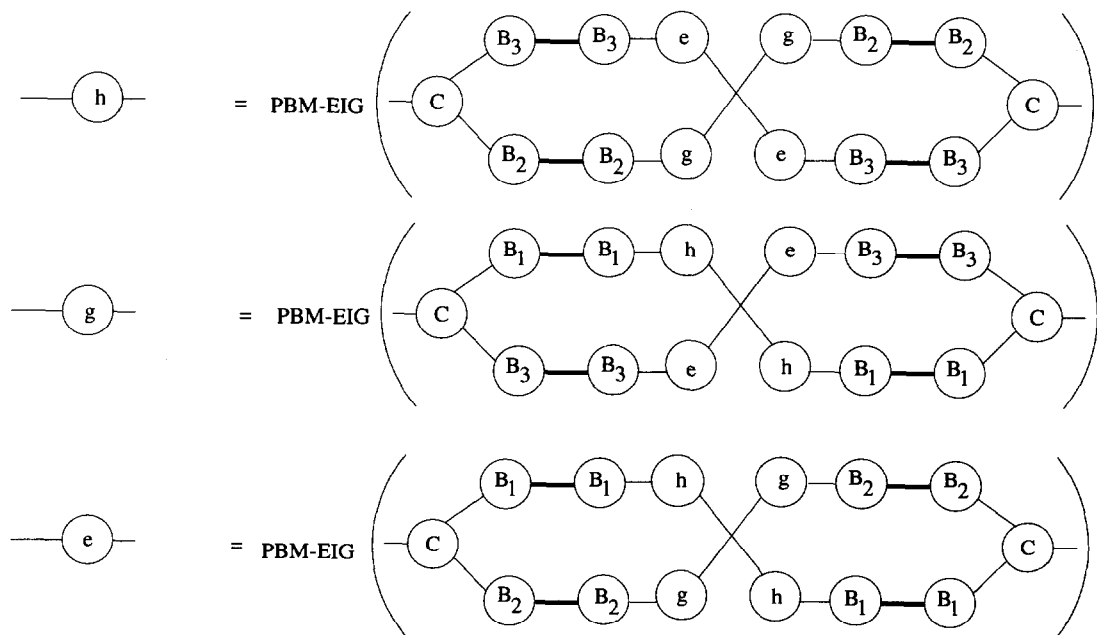 B3 B3 e g B2 B2
h = PBM-EIG C C
B2 B2 g e B3 B3
B1 B1 h e B3 B3
g = PBM-EIG C C
B3 B3 e h B1 B1
B1 B1 h g B2 B2
e = PBM-EIG C C
B2 B2 g h B1 B1